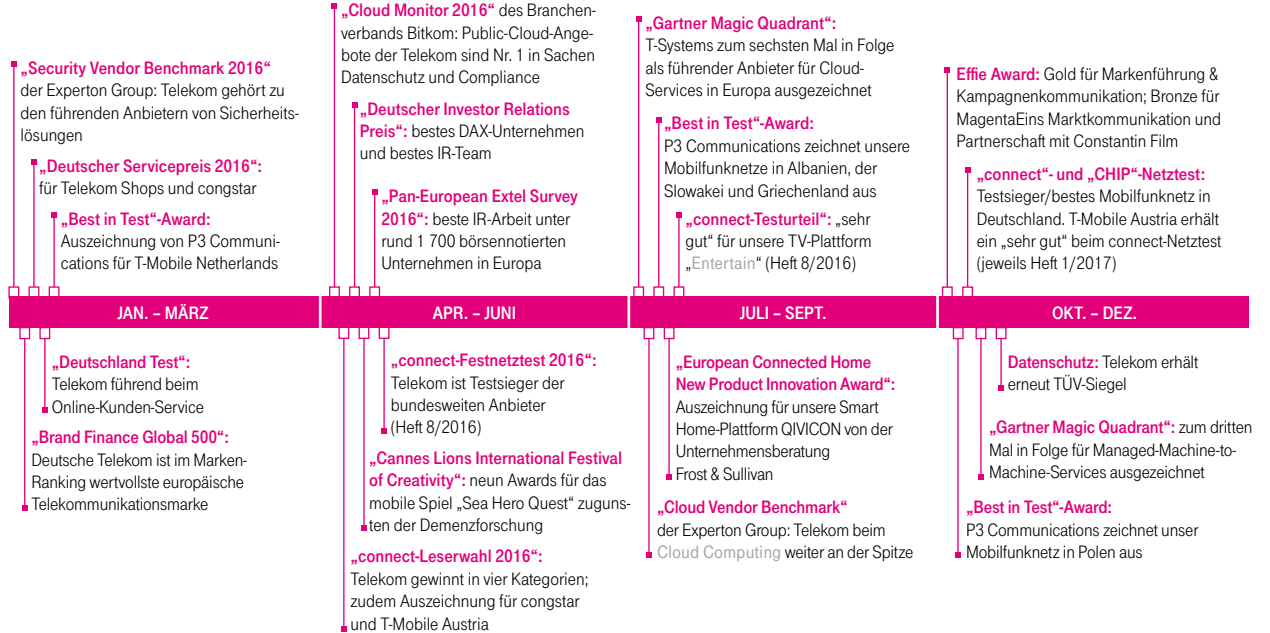 „Security Vendor Benchmark 2016“
der Experton Group: Telekom gehört zu
den führenden Anbietern von Sicherheits-
lösungen
„Deutscher Servicepreis 2016“:
für Telekom Shops und congstar
„Best in Test“-Award:
Auszeichnung von P3 Communi-
cations für T-Mobile Netherlands
„Cloud Monitor 2016“ des Branchen-
verbands Bitkom: Public-Cloud-Ange-
bote der Telekom sind Nr. 1 in Sachen
Datenschutz und Compliance
„Deutscher Investor Relations
Preis“: bestes DAX-Unternehmen
und bestes IR-Team
„Pan-European Extel Survey
2016“: beste IR-Arbeit unter
rund 1 700 börsennotierten
Unternehmen in Europa
„Gartner Magic Quadrant“:
T-Systems zum sechsten Mal in Folge
als führender Anbieter für Cloud-
Services in Europa ausgezeichnet
„Best in Test“-Award:
P3 Communications zeichnet unsere
Mobilfunknetze in Albanien, der
Slowakei und Griechenland aus
„connect-Testurteil“: „sehr
gut“ für unsere TV-Plattform
„Entertain“ (Heft 8/2016)
Effie Award: Gold für Markenführung &
Kampagnenkommunikation; Bronze für
MagentaEins Marktkommunikation und
Partnerschaft mit Constantin Film
„connect“- und „CHIP“-Netztest:
Testsieger/bestes Mobilfunknetz in
Deutschland. T-Mobile Austria erhält
ein „sehr gut“ beim connect-Netztest
(jeweils Heft 1/2017)
JAN. – MÄRZ
APR. – JUNI
JULI – SEPT.
OKT. – DEZ.
„Deutschland Test“:
Telekom führend beim
Online-Kunden-Service
„Brand Finance Global 500“:
Deutsche Telekom ist im Marken-
Ranking wertvollste europäische
Telekommunikationsmarke
„connect-Festnetztest 2016“:
Telekom ist Testsieger der
bundesweiten Anbieter
(Heft 8/2016)
„Cannes Lions International Festival
of Creativity“: neun Awards für das
mobile Spiel „Sea Hero Quest“ zuguns-
ten der Demenzforschung
„connect-Leserwahl 2016“:
Telekom gewinnt in vier Kategorien;
zudem Auszeichnung für congstar
und T-Mobile Austria
„European Connected Home
New Product Innovation Award“:
Auszeichnung für unsere Smart
Home-Plattform QIVICON von der
Unternehmensberatung
Frost & Sullivan
„Cloud Vendor Benchmark“
der Experton Group: Telekom beim
Cloud Computing weiter an der Spitze
Datenschutz: Telekom erhält
erneut TÜV-Siegel
„Gartner Magic Quadrant“: zum dritten
Mal in Folge für Managed-Machine-to-
Machine-Services ausgezeichnet
„Best in Test“-Award:
P3 Communications zeichnet unser
Mobilfunknetz in Polen aus